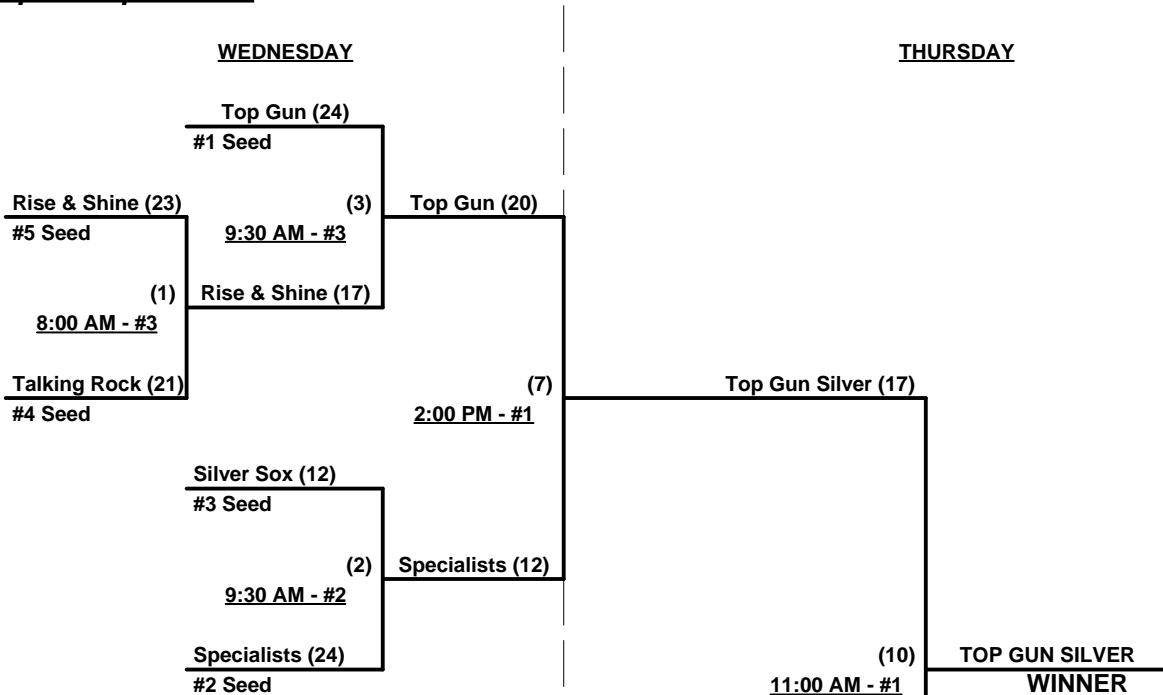 WEDNESDAY
THURSDAY
Top Gun (24)
#1 Seed
Rise & Shine (23)
(3)
Top Gun (20)
#5 Seed
9:30 AM - #3
(1)
Rise & Shine (17)
8:00 AM - #3
Talking Rock (21)
(7)
Top Gun Silver (17)
#4 Seed
2:00 PM - #1
Silver Sox (12)
#3 Seed
(2)
Specialists (12)
9:30 AM - #2
Specialists (24)
(10)
TOP GUN SILVER
#2 Seed
11:00 AM - #1
WINNER